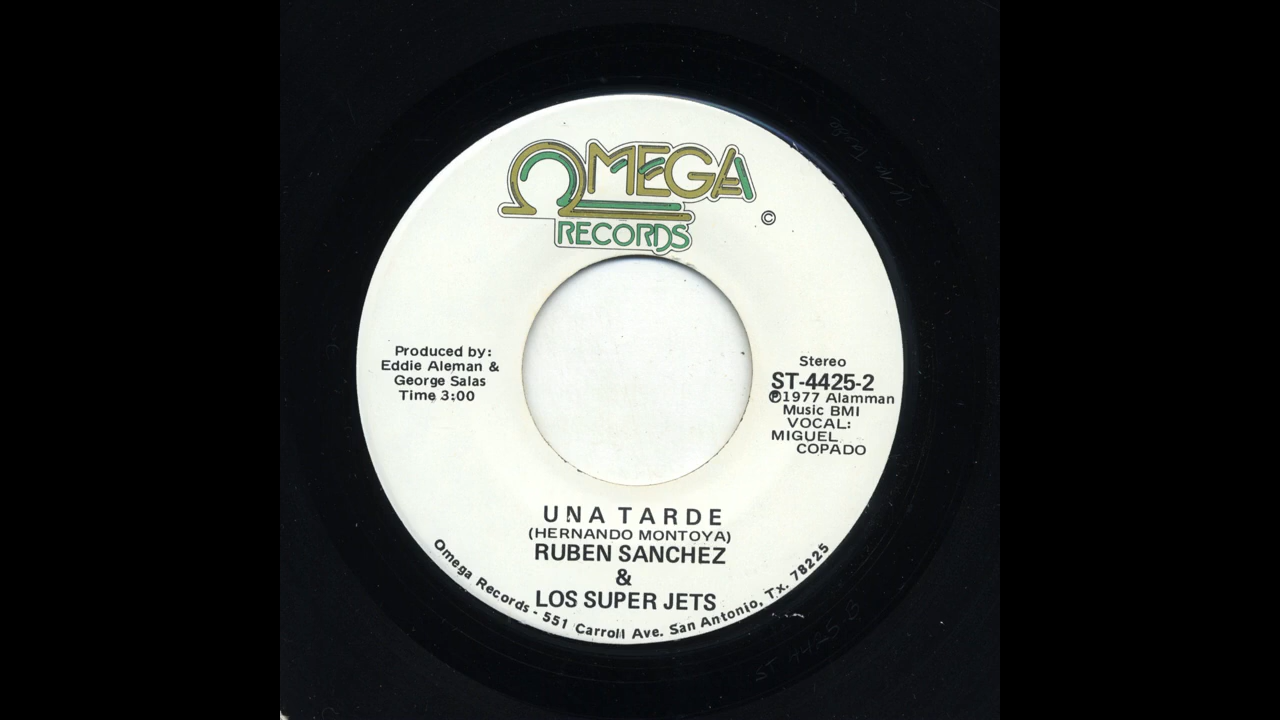 OMEGA
RECORDS
©
Produced by:
Eddie Aleman &
George Salas
Time 3:00
Stereo
ST-4425-2
Ⓟ1977 Alamman
Music BMI
VOCAL:
MIGUEL
COPADO
UNA TARDE
(HERNANDO MONTOYA)
RUBEN SANCHEZ
&
LOS SUPER JETS
Omega Records - 551 Carroll Ave. San Antonio, Tx. 78225